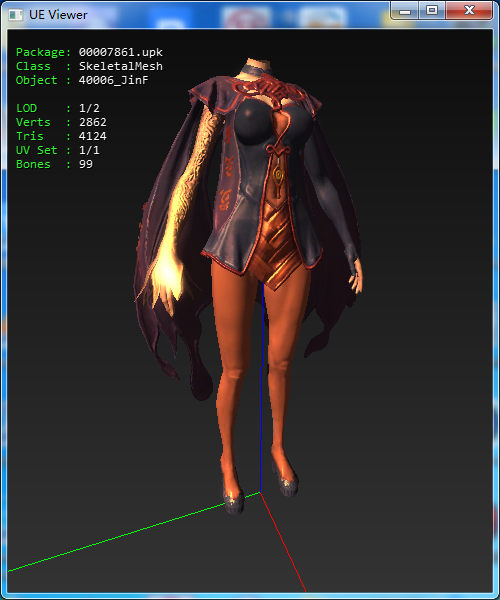 UE Viewer
Package: 00007861.upk
Class : SkeletalMesh
Object : 40006_JinF
LOD : 1/2
Verts : 2862
Tris : 4124
UV Set : 1/1
Bones : 99